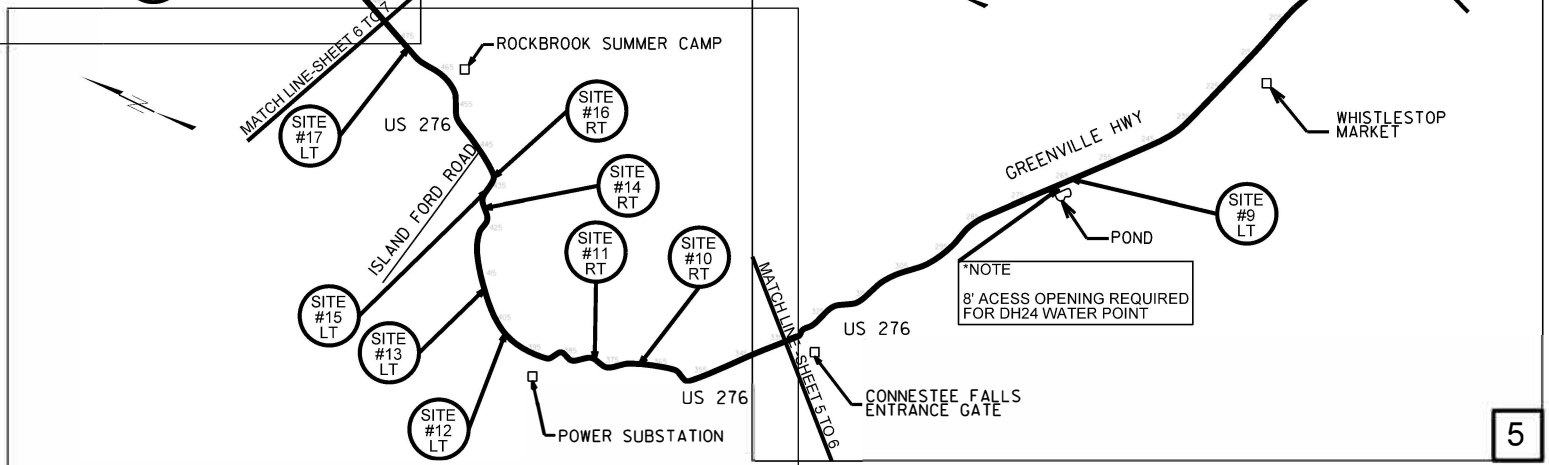 MATCH LINE-SHEET 6 TO 7
ROCKBROOK SUMMER CAMP
SITE
#17
LT
US 276
SITE
#16
RT
ISLAND FORD ROAD
SITE
#14
RT
SITE
#11
RT
SITE
#10
RT
SITE
#15
LT
SITE
#13
LT
SITE
#12
LT
POWER SUBSTATION
US 276
MATCH LINE-SHEET 5 TO 6
US 276
CONNESTEE FALLS
ENTRANCE GATE
GREENVILLE HWY
WHISTLESTOP
MARKET
SITE
#9
LT
POND
*NOTE
8' ACESS OPENING REQUIRED
FOR DH24 WATER POINT
5